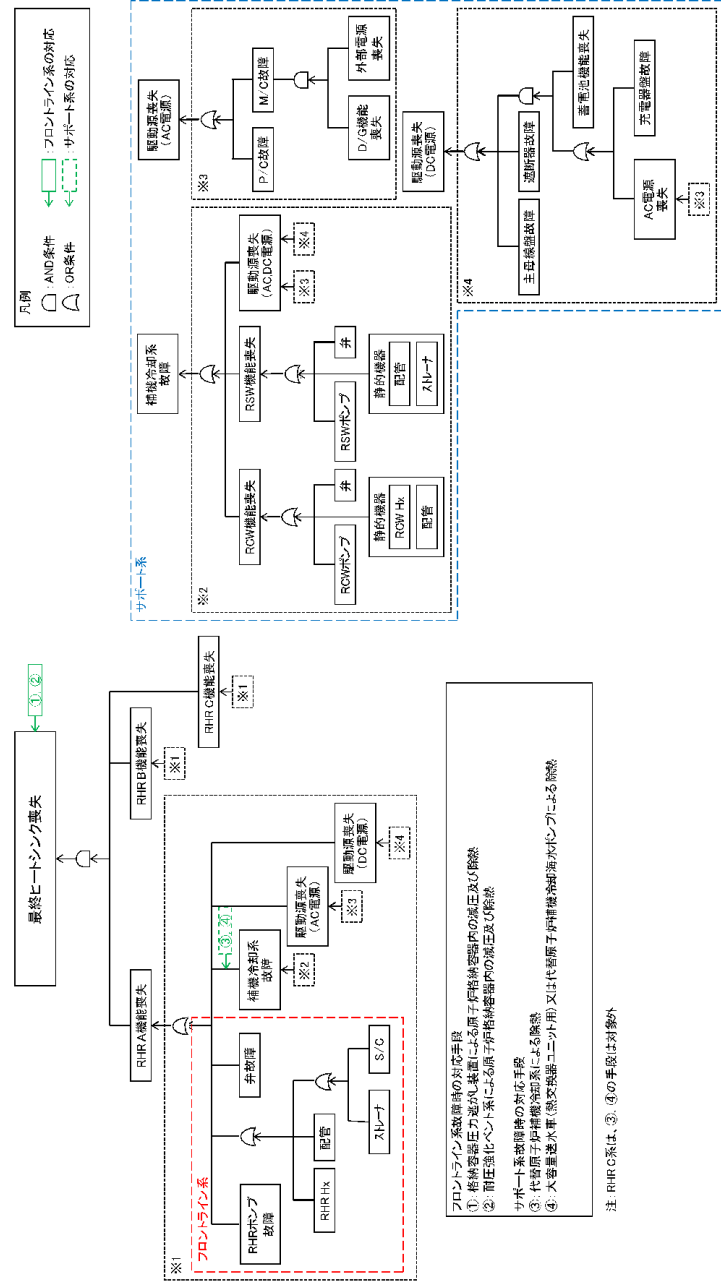 最終ヒートシンク喪失
①, ②
RHR A機能喪失
RHR B機能喪失
※1
RHR C機能喪失
※1
※1
フロントライン系
RHRポンプ
故障
RHR Hx
配管
ストレーナ
S/C
弁故障
補機冷却系
故障
※2
③, ④
駆動源喪失
(AC電源)
※3
駆動源喪失
(DC電源)
※4
フロントライン系故障時の対応手段
①: 格納容器圧力逃がし装置による原子炉格納容器内の減圧及び除熱
②: 耐圧強化ベント系による原子炉格納容器内の減圧及び除熱
サポート系故障時の対応手段
③: 代替原子炉補機冷却系による除熱
④: 大容量送水車(熱交換器ユニット用)又は代替原子炉補機冷却海水ポンプによる除熱
注: RHR C系は、③, ④の手段は対象外
凡例
: AND条件
: OR条件
: フロントライン系の対応
: サポート系の対応
サポート系
※2
補機冷却系
故障
RCW機能喪失
RCWポンプ
弁
静的機器
RCW Hx
配管
RSW機能喪失
RSWポンプ
弁
静的機器
配管
ストレーナ
駆動源喪失
(AC,DC電源)
※3
※4
※3
駆動源喪失
(AC電源)
P/C故障
M/C故障
D/G機能
喪失
外部電源
喪失
※4
駆動源喪失
(DC電源)
主母線盤故障
遮断器故障
蓄電池機能喪失
AC電源
喪失
※3
充電器盤故障